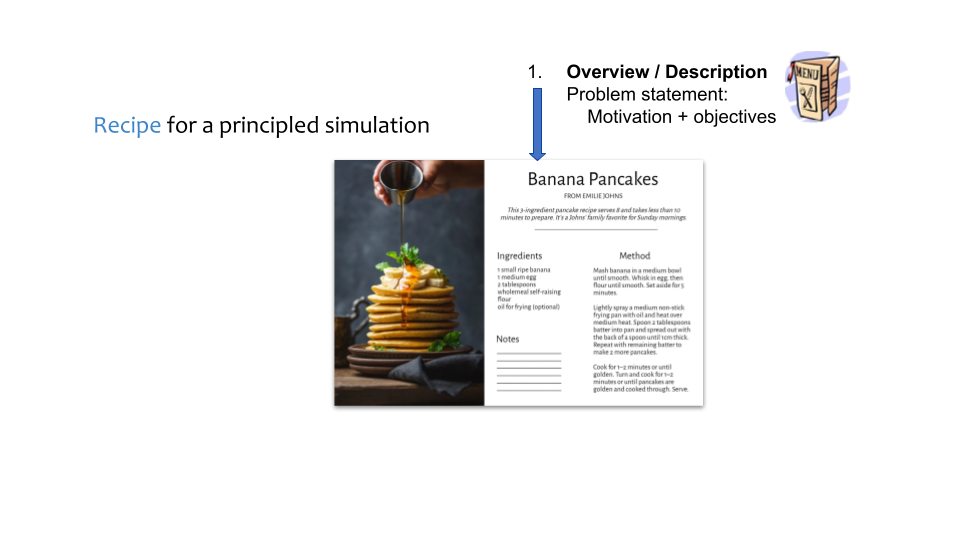 1. Overview / Description
Problem statement:
Motivation + objectives
MENU
Recipe for a principled simulation
Banana Pancakes
FROM EMILIE JOHNS
This 3-ingredient pancake recipe serves 8 and takes less than 10
minutes to prepare. It's a Johns' family favorite for Sunday mornings.
Ingredients
1 small ripe banana
1 medium egg
2 tablespoons
wholemeal self-raising
flour
oil for frying (optional)
Notes
Method
Mash banana in a medium bowl
until smooth. Whisk in egg, then
flour until smooth. Set aside for 5
minutes.
Lightly spray a medium non-stick
frying pan with oil and heat over
medium heat. Spoon 2 tablespoons
batter into pan and spread out with
the back of a spoon until 1cm thick.
Repeat with remaining batter to
make 2 more pancakes.
Cook for 1–2 minutes or until
golden. Turn and cook for 1–2
minutes or until pancakes are
golden and cooked through. Serve.